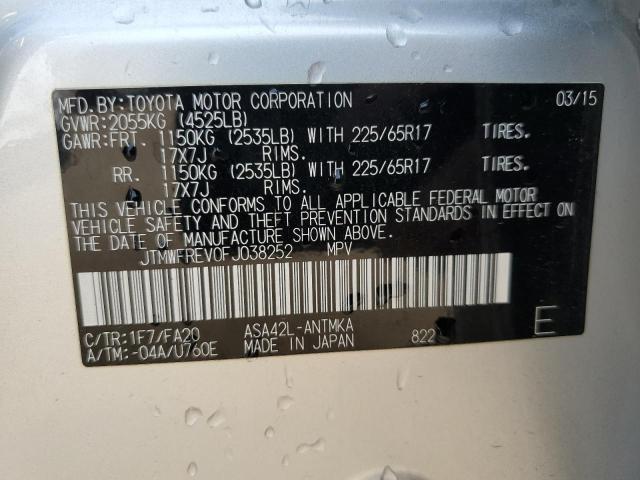 MFD.BY:TOYOTA MOTOR CORPORATION 03/15
GVWR:2055KG (4525LB)
GAWR:FRT. 1150KG (2535LB) WITH 225/65R17 TIRES.
17X7J RIMS.
RR. 1150KG (2535LB) WITH 225/65R17 TIRES.
17X7J RIMS.
THIS VEHICLE CONFORMS TO ALL APPLICABLE FEDERAL MOTOR
VEHICLE SAFETY AND THEFT PREVENTION STANDARDS IN EFFECT ON
THE DATE OF MANUFACTURE SHOWN ABOVE.
JTMWFREV0FJ038252 MPV
C/TR:1F7/FA20 ASA42L-ANTMKA E
A/TM:-04A/U760E MADE IN JAPAN 822